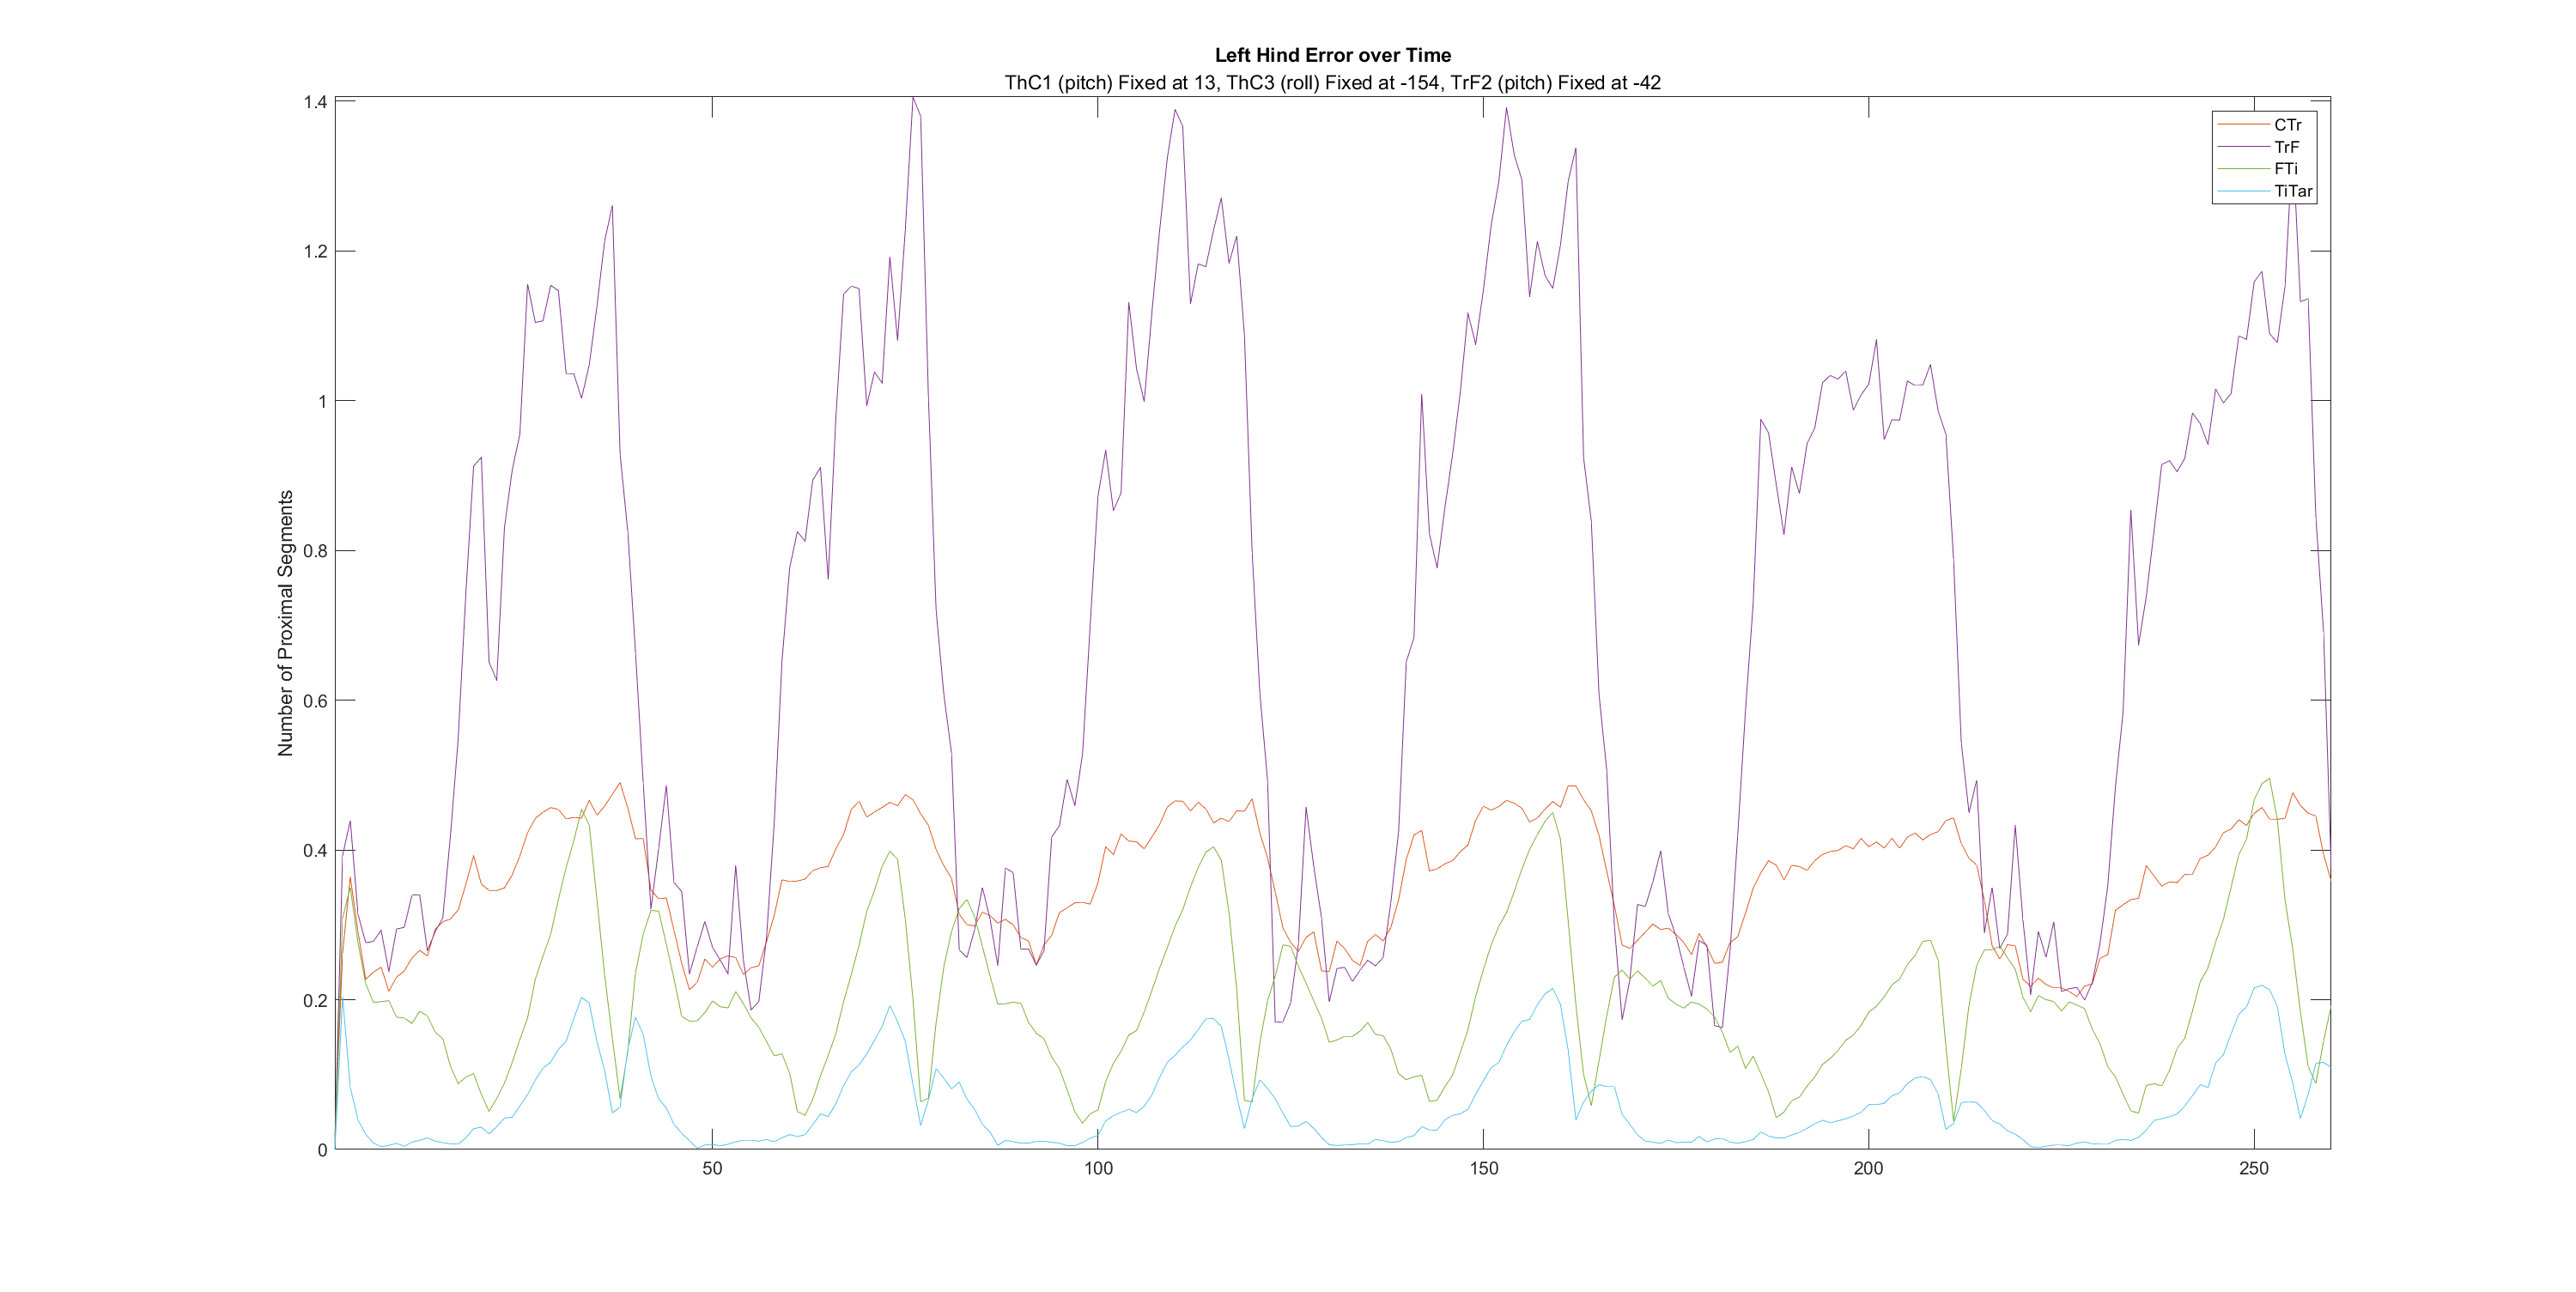 Left Hind Error over Time
ThC1 (pitch) Fixed at 13, ThC3 (roll) Fixed at -154, TrF2 (pitch) Fixed at -42
Number of Proximal Segments
1.4
1.2
1
0.8
0.6
0.4
0.2
0
50
100
150
200
250
CTr
TrF
FTi
TiTar